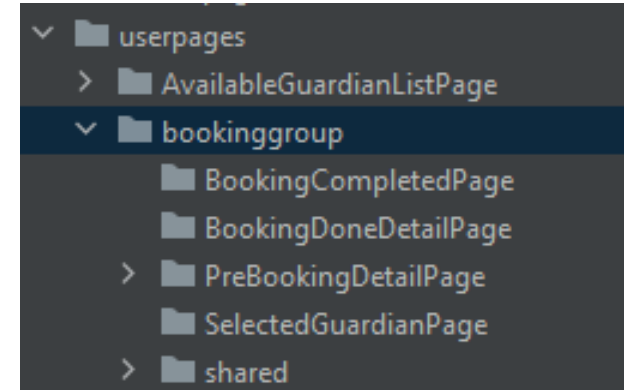 userpages
AvailableGuardianListPage
bookinggroup
BookingCompletedPage
BookingDoneDetailPage
PreBookingDetailPage
SelectedGuardianPage
shared